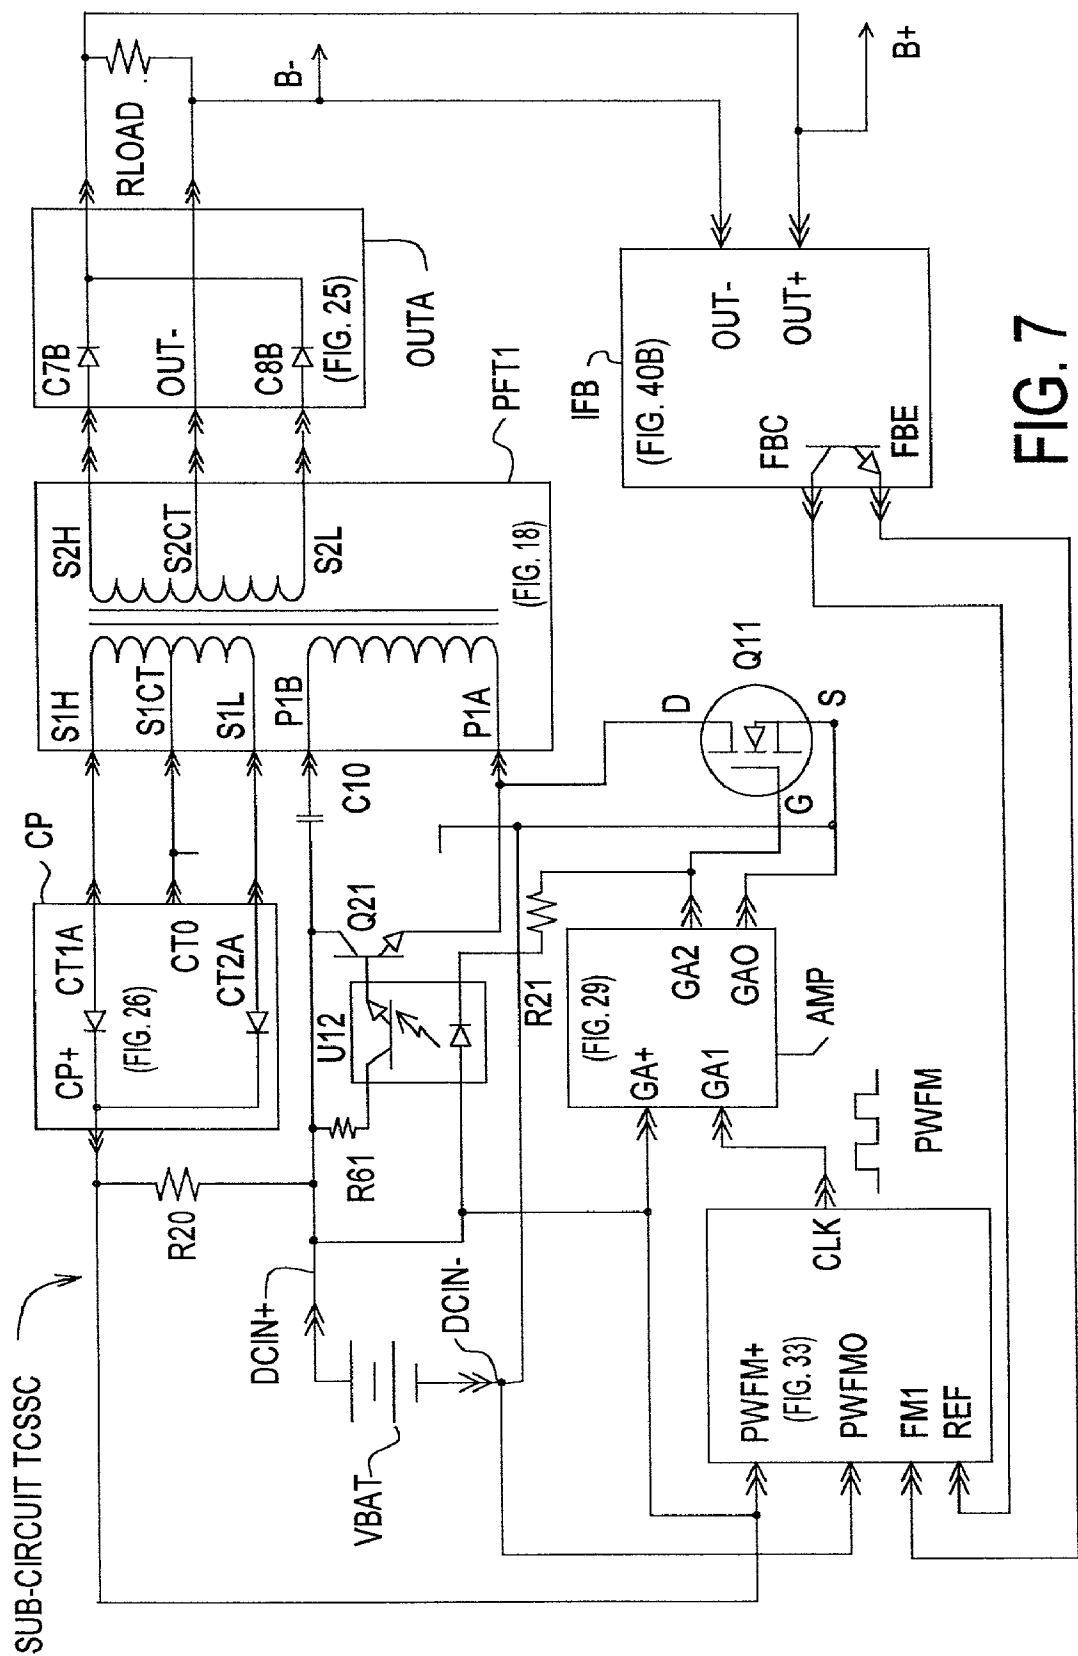 SUB-CIRCUIT TCSSC
R20
CP
CP+
CT1A
(FIG. 26)
CT0
CT2A
S1H
S1CT
S1L
P1B
P1A
S2H
S2CT
S2L
(FIG. 18)
PFT1
C7B
OUT-
C8B
(FIG. 25)
OUTA
RLOAD
B-
B+
DCIN+
VBAT
DCIN-
R61
U12
Q21
C10
R21
D
G
S
Q11
(FIG. 29)
GA+
GA1
GA2
GAO
AMP
PWFM+
(FIG. 33)
PWFMO
FM1
REF
CLK
PWFM
IFB
(FIG. 40B)
FBC
FBE
OUT-
OUT+
FIG. 7